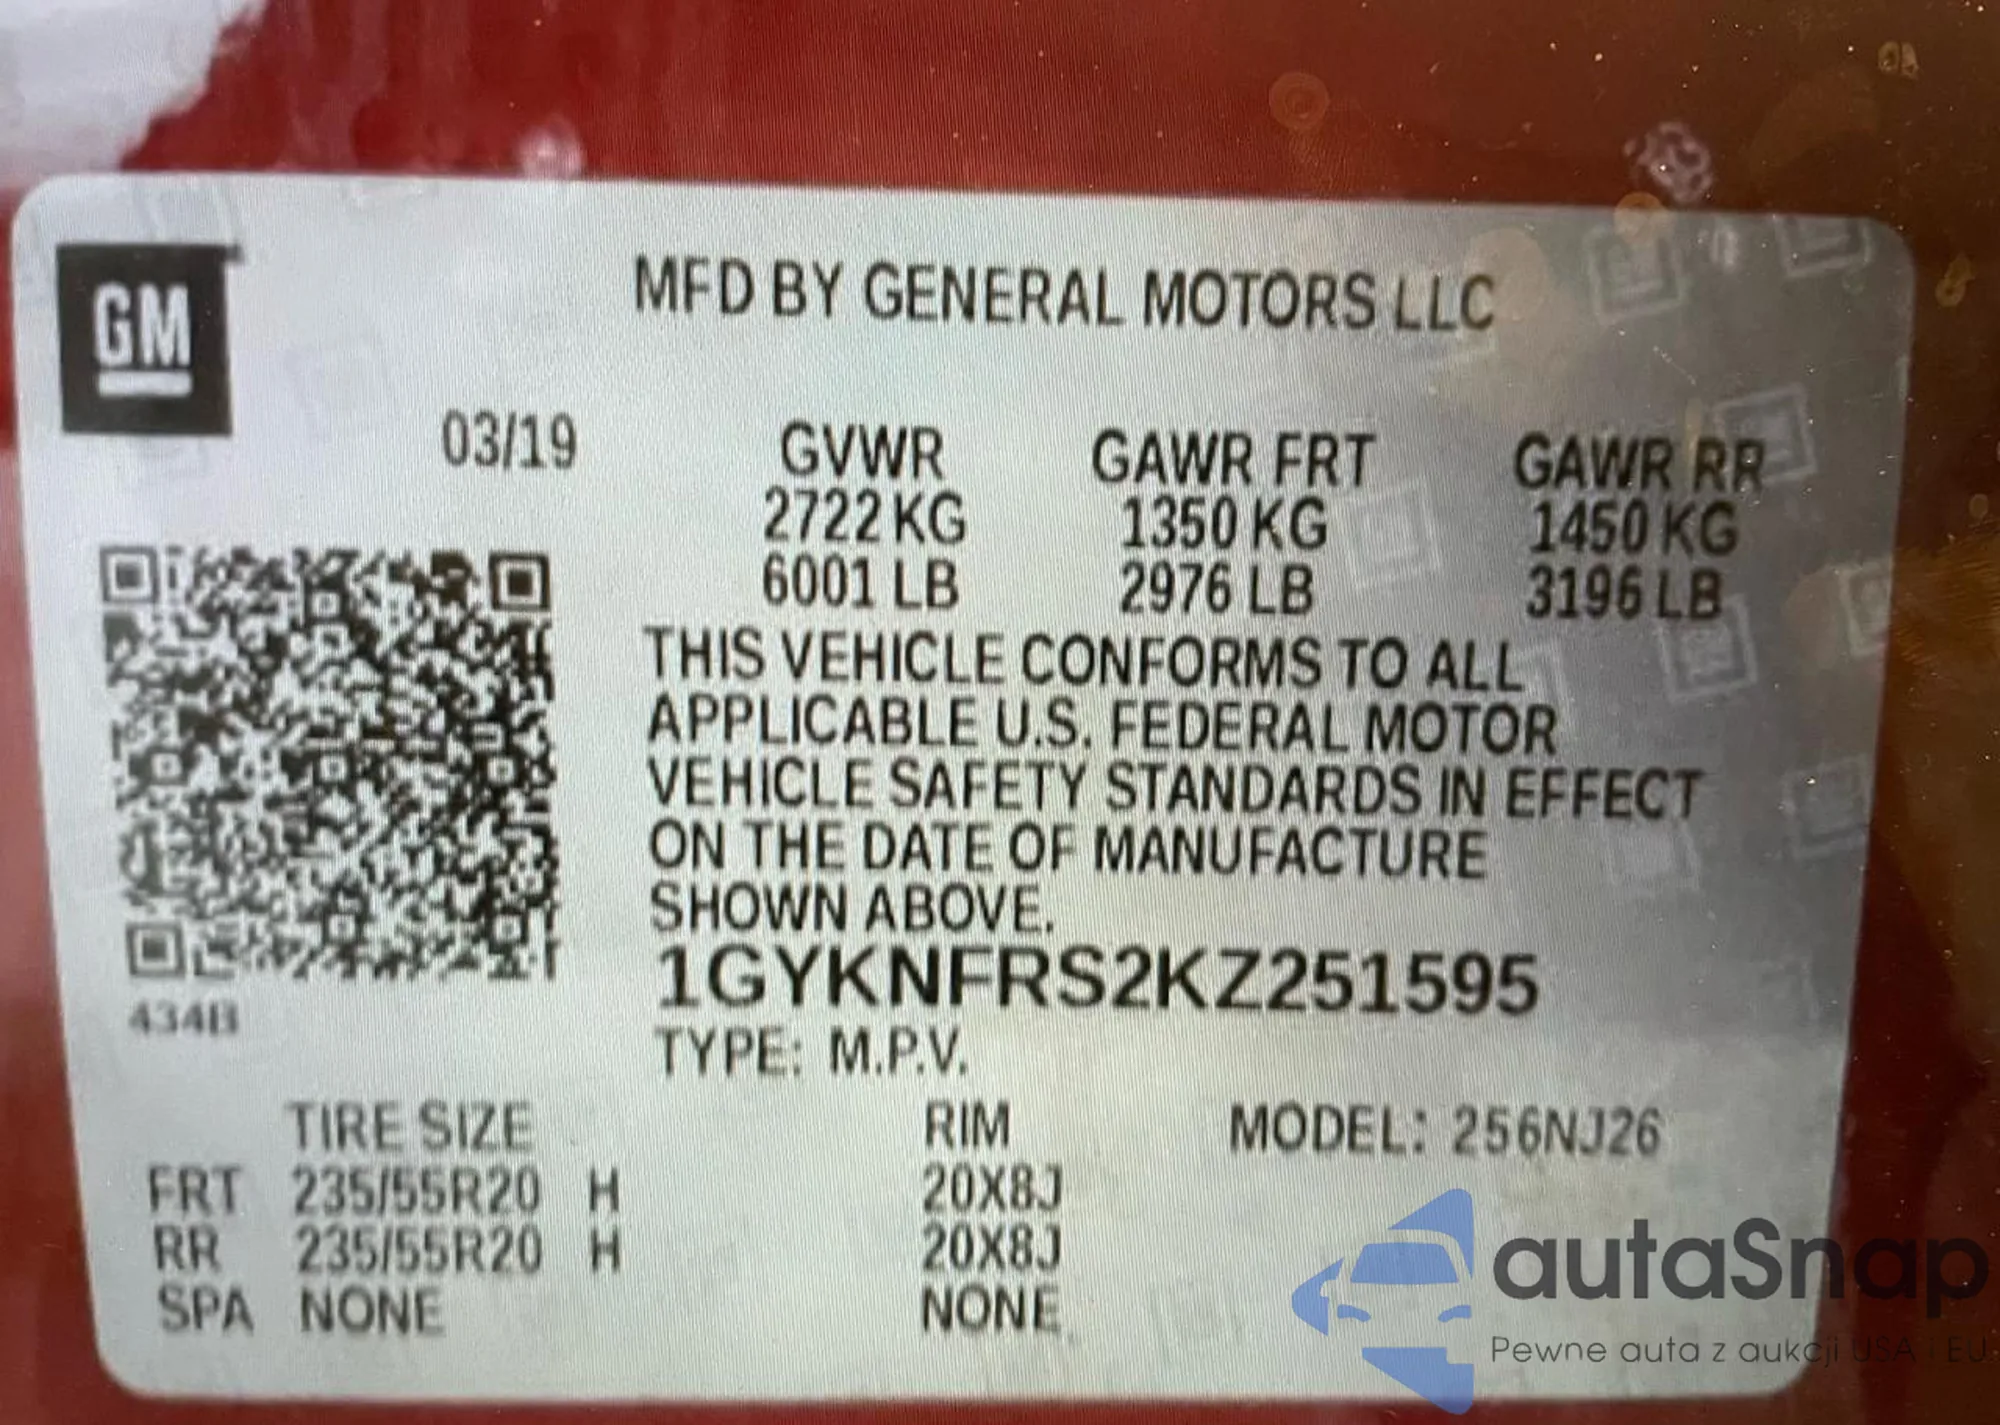 GM
MFD BY GENERAL MOTORS LLC
03/19
GVWR GAWR FRT GAWR RR
2722 KG 1350 KG 1450 KG
6001 LB 2976 LB 3196 LB
THIS VEHICLE CONFORMS TO ALL
APPLICABLE U.S. FEDERAL MOTOR
VEHICLE SAFETY STANDARDS IN EFFECT
ON THE DATE OF MANUFACTURE
SHOWN ABOVE.
1GYKNFRS2KZ251595
434B
TYPE: M.P.V.
TIRE SIZE RIM MODEL: 256NJ26
FRT 235/55R20 H 20X8J
RR 235/55R20 H 20X8J
SPA NONE NONE
autaSnap
Pewne auta z aukcji USA i EU